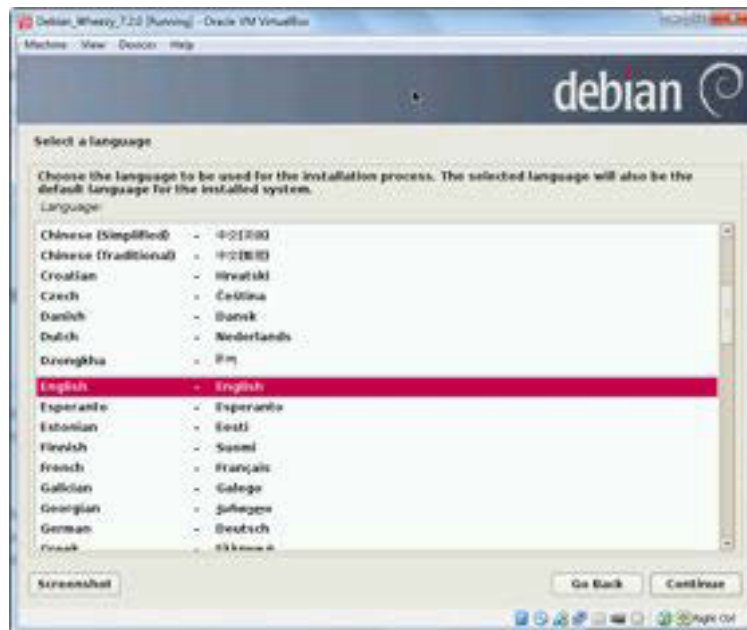 Debian_Wheezy_7.2.0 [Running] - Oracle VM VirtualBox
Machine View Devices Help
debian
Select a language
Choose the language to be used for the installation process. The selected language will also be the
default language for the installed system.
Language:
Chinese (Simplified) - 中文(简体)
Chinese (Traditional) - 中文(繁體)
Croatian - Hrvatski
Czech - Čeština
Danish - Dansk
Dutch - Nederlands
Dzongkha -
English - English
Esperanto - Esperanto
Estonian - Eesti
Finnish - Suomi
French - Français
Galician - Galego
Georgian - ქართული
German - Deutsch
Greek - Ελληνικά
Screenshot
Go Back
Continue
Right Ctrl